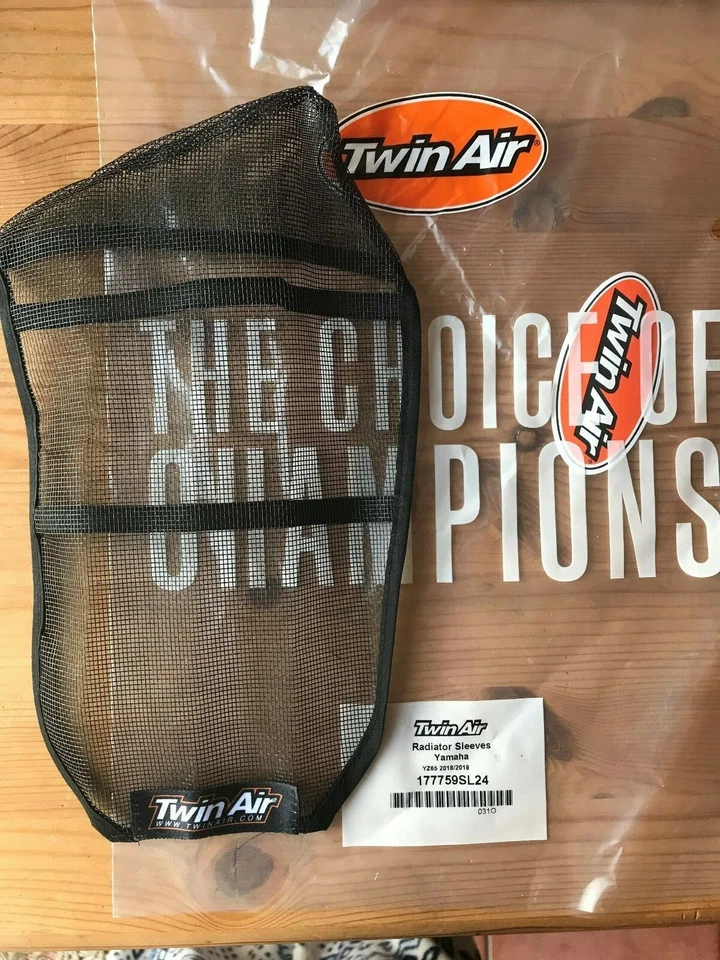 Twin Air®
Twin Air
THE CHOICE OF
CHAMPIONS
Twin Air
Radiator Sleeves
Yamaha
YZ65 2018/2019
177759SL24
031O
Twin Air
WWW.TWINAIR.COM